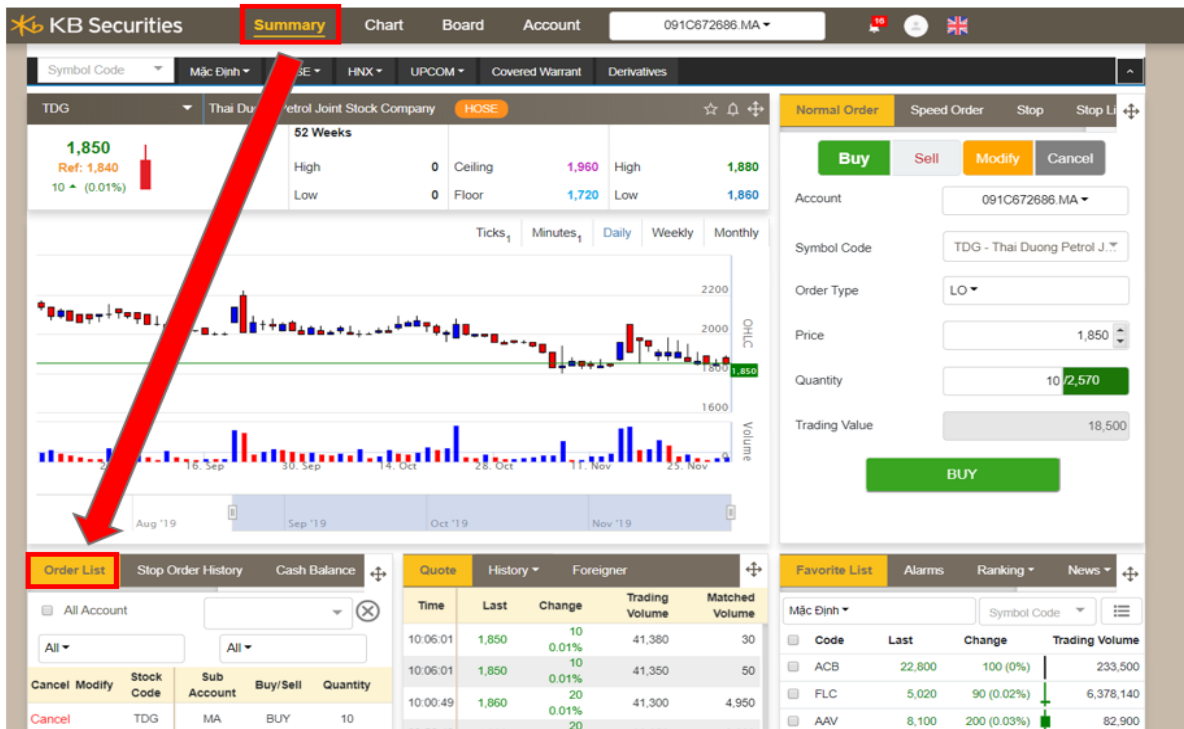 KB Securities Summary Chart Board Account 091C672686.MA 16
Symbol Code Mặc Định HNX UPCOM Covered Warrant Derivatives
TDG Thai Petrol Joint Stock Company HOSE
1,850
Ref: 1,840
10 (0.01%)
52 Weeks
High 0 Ceiling 1,960 High 1,880
Low 0 Floor 1,720 Low 1,860
Ticks1 Minutes1 Daily Weekly Monthly
2200
2000
1800
1,850
1600
OHLC
Volume
0
16. Sep 30. Sep 14. Oct 28. Oct 11. Nov 25. Nov
Aug '19 Sep '19 Oct '19 Nov '19
Normal Order Speed Order Stop Stop Li
Buy Sell Modify Cancel
Account 091C672686.MA
Symbol Code TDG - Thai Duong Petrol J...
Order Type LO
Price 1,850
Quantity 10 /2,570
Trading Value 18,500
BUY
Order List Stop Order History Cash Balance
All Account
All All
Cancel Modify Stock Code Sub Account Buy/Sell Quantity
Cancel TDG MA BUY 10
Quote History Foreigner
Time Last Change Trading Volume Matched Volume
10:06:01 1,850 10 0.01% 41,380 30
10:06:01 1,850 10 0.01% 41,350 50
10:00:49 1,860 20 0.01% 41,300 4,950
20
Favorite List Alarms Ranking News
Mặc Định Symbol Code
Code Last Change Trading Volume
ACB 22,800 100 (0%) 233,500
FLC 5,020 90 (0.02%) 6,378,140
AAV 8,100 200 (0.03%) 82,900